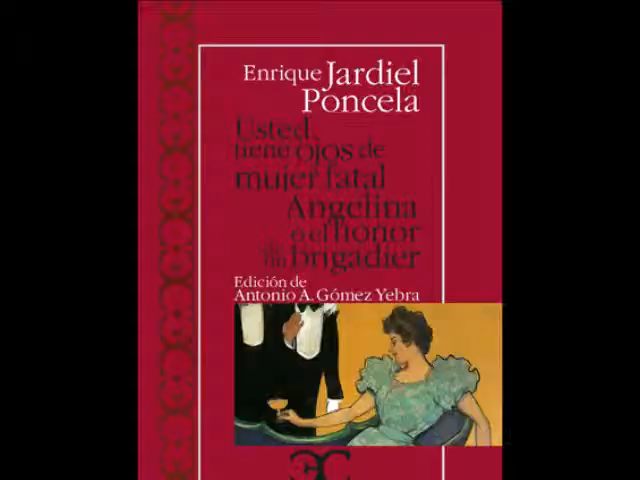 Enrique Jardiel
Poncela
Usted
tiene ojos de
mujer fatal
Angelina
o el honor
de un brigadier
Edición de
Antonio A. Gómez Yebra